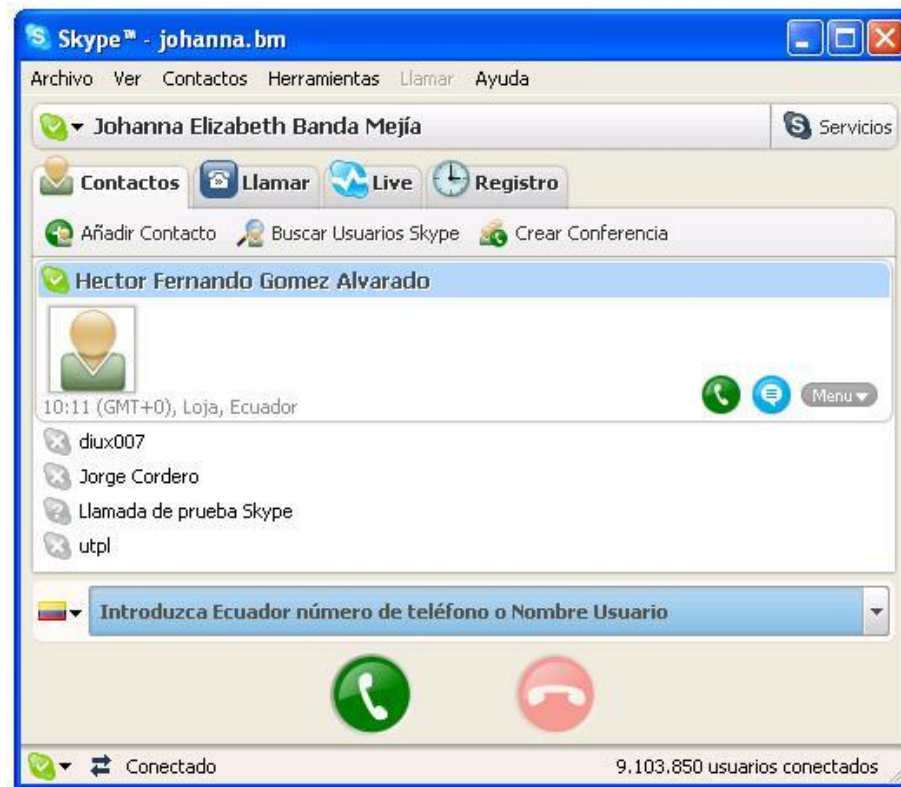 Skype™ - johanna.bm
Archivo Ver Contactos Herramientas Llamar Ayuda
Johanna Elizabeth Banda Mejía Servicios
Contactos Llamar Live Registro
Añadir Contacto Buscar Usuarios Skype Crear Conferencia
Hector Fernando Gomez Alvarado
Menu
10:11 (GMT+0), Loja, Ecuador
diux007
Jorge Cordero
Llamada de prueba Skype
utpl
Introduzca Ecuador número de teléfono o Nombre Usuario
Conectado 9.103.850 usuarios conectados